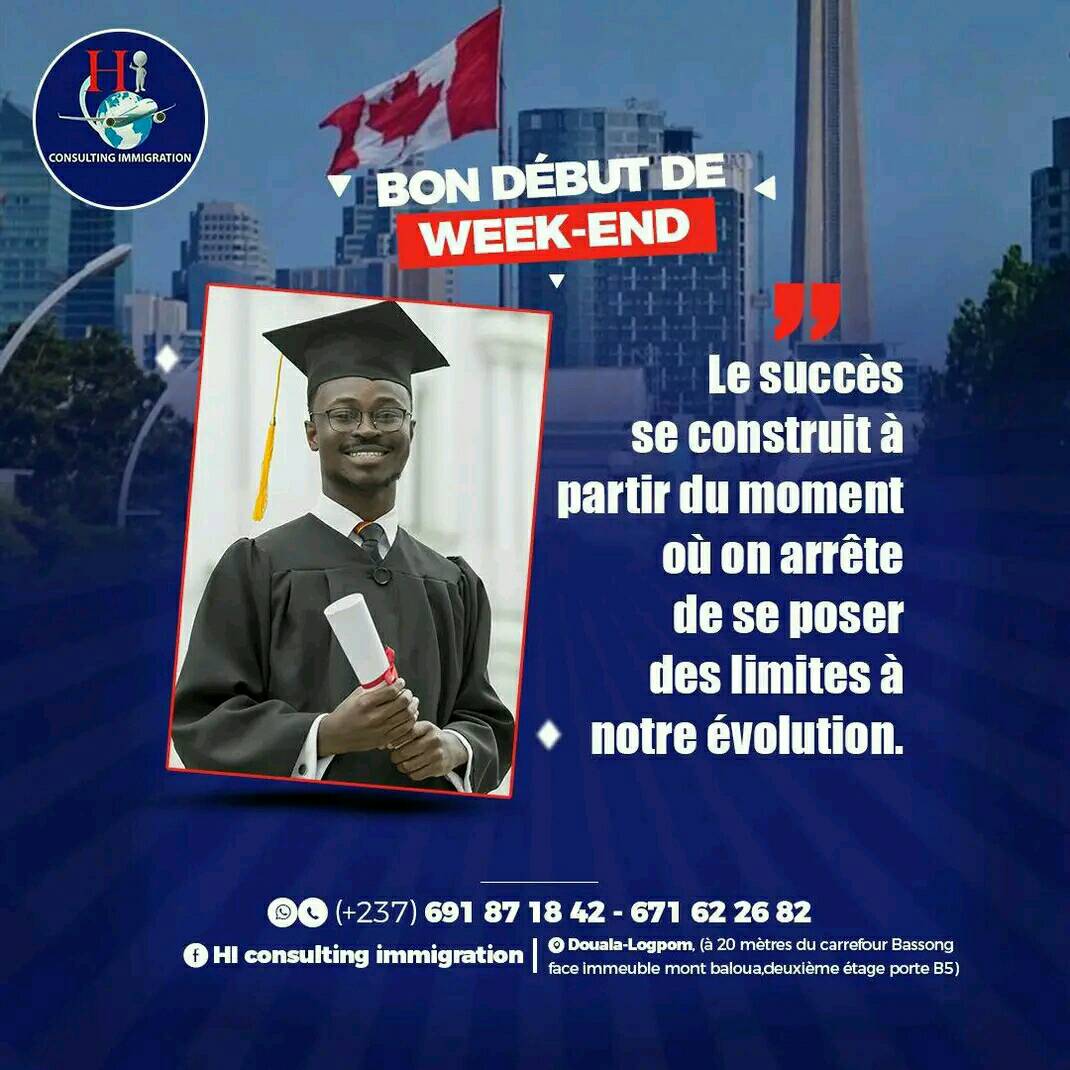 HI
CONSULTING IMMIGRATION
BON DÉBUT DE
WEEK-END
Le succès
se construit à
partir du moment
où on arrête
de se poser
des limites à
notre évolution.
(+237) 691 87 18 42 - 671 62 26 82
HI consulting immigration
Douala-Logpom, (à 20 mètres du carrefour Bassong
face immeuble mont baloua,deuxième étage porte B5)